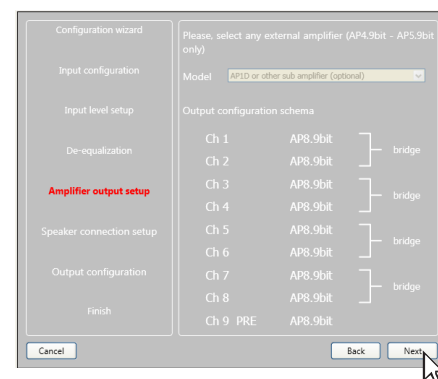 Configuration wizard
Input configuration
Input level setup
De-equalization
Amplifier output setup
Speaker connection setup
Output configuration
Finish
Please, select any external amplifier (AP4.9bit - AP5.9bit
only)
Model AP1D or other sub amplifier (optional)
Output configuration schema
Ch 1 AP8.9bit
bridge
Ch 2 AP8.9bit
Ch 3 AP8.9bit
bridge
Ch 4 AP8.9bit
Ch 5 AP8.9bit
bridge
Ch 6 AP8.9bit
Ch 7 AP8.9bit
bridge
Ch 8 AP8.9bit
Ch 9 PRE AP8.9bit
Cancel Back Next